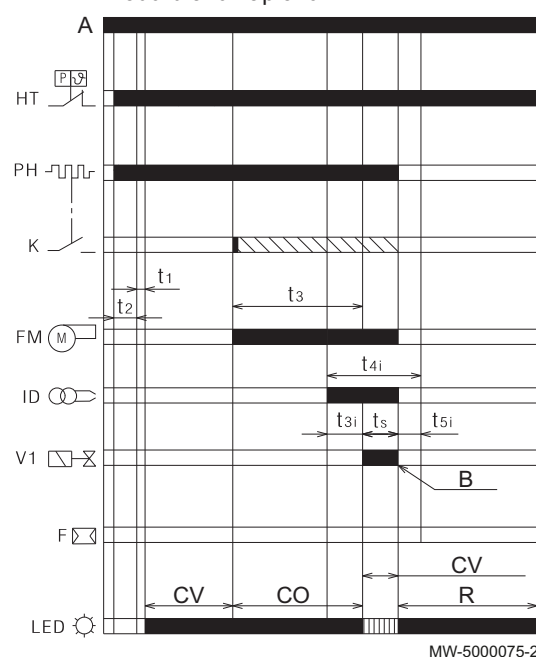 A
P ϑ
HT
PH
K
t1
t2
t3
FM M
t4i
ID
t3i ts t5i
V1
B
F
CV
CV CO R
LED
MW-5000075-2